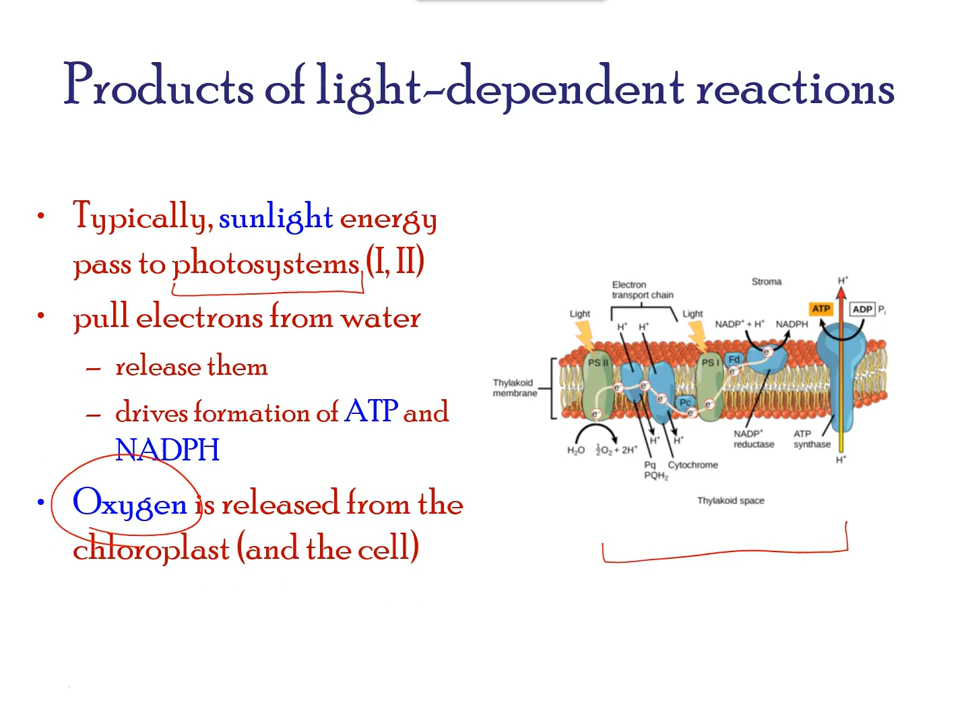 Products of light-dependent reactions
• Typically, sunlight energy
pass to photosystems (I, II)
• pull electrons from water
– release them
– drives formation of ATP and
NADPH
• Oxygen is released from the
chloroplast (and the cell)
Electron
transport chain
Stroma
H⁺
Light
H⁺ H⁺
Light
NADP⁺ + H⁺
NADPH
ATP
ADP
Pᵢ
Thylakoid
membrane
PS II
PS I
Fd
e⁻
e⁻
e⁻
e⁻
e⁻
Pc
e⁻
e⁻
e⁻
H₂O
½O₂ + 2H⁺
H⁺
H⁺
NADP⁺
reductase
ATP
synthase
H⁺
Pq
PQH₂
Cytochrome
Thylakoid space